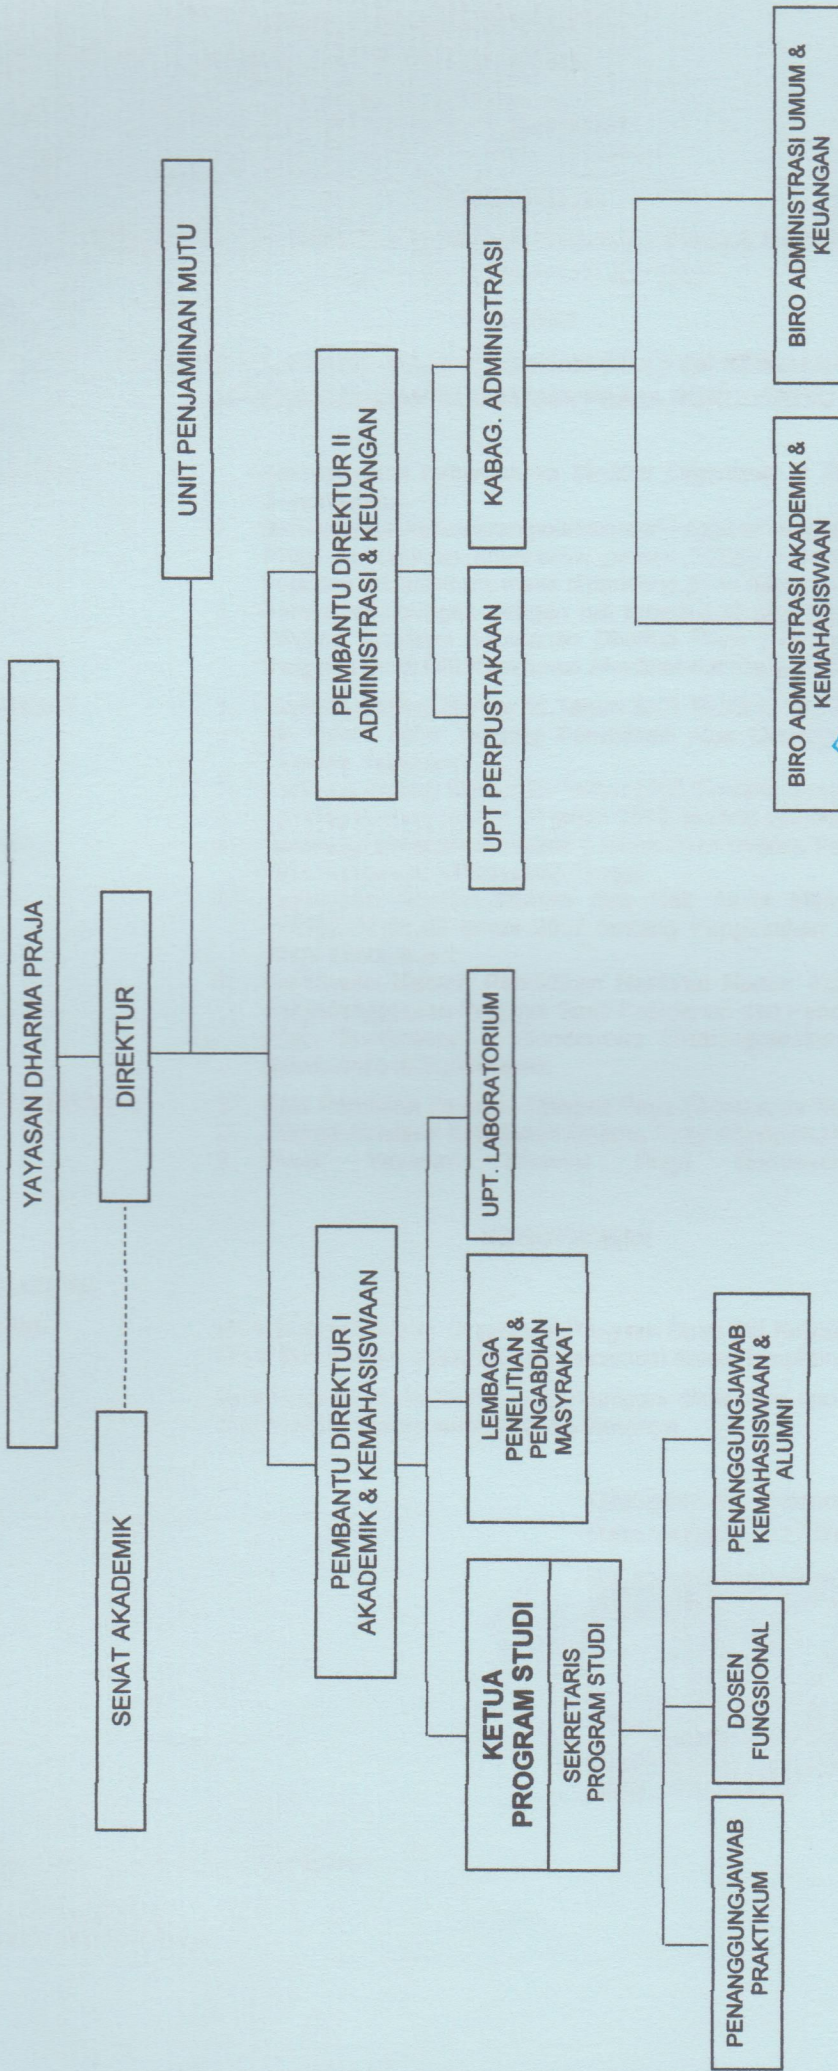 YAYASAN DHARMA PRAJA
SENAT AKADEMIK
DIREKTUR
UNIT PENJAMINAN MUTU
PEMBANTU DIREKTUR I
AKADEMIK & KEMAHASISWAAN
PEMBANTU DIREKTUR II
ADMINISTRASI & KEUANGAN
KETUA
PROGRAM STUDI
SEKRETARIS
PROGRAM STUDI
LEMBAGA
PENELITIAN &
PENGABDIAN
MASYRAKAT
UPT. LABORATORIUM
UPT PERPUSTAKAAN
KABAG. ADMINISTRASI
PENANGGUNGJAWAB
PRAKTIKUM
DOSEN
FUNGSIONAL
PENANGGUNGJAWAB
KEMAHASISWAAN &
ALUMNI
BIRO ADMINISTRASI AKADEMIK &
KEMAHASISWAAN
BIRO ADMINISTRASI UMUM &
KEUANGAN